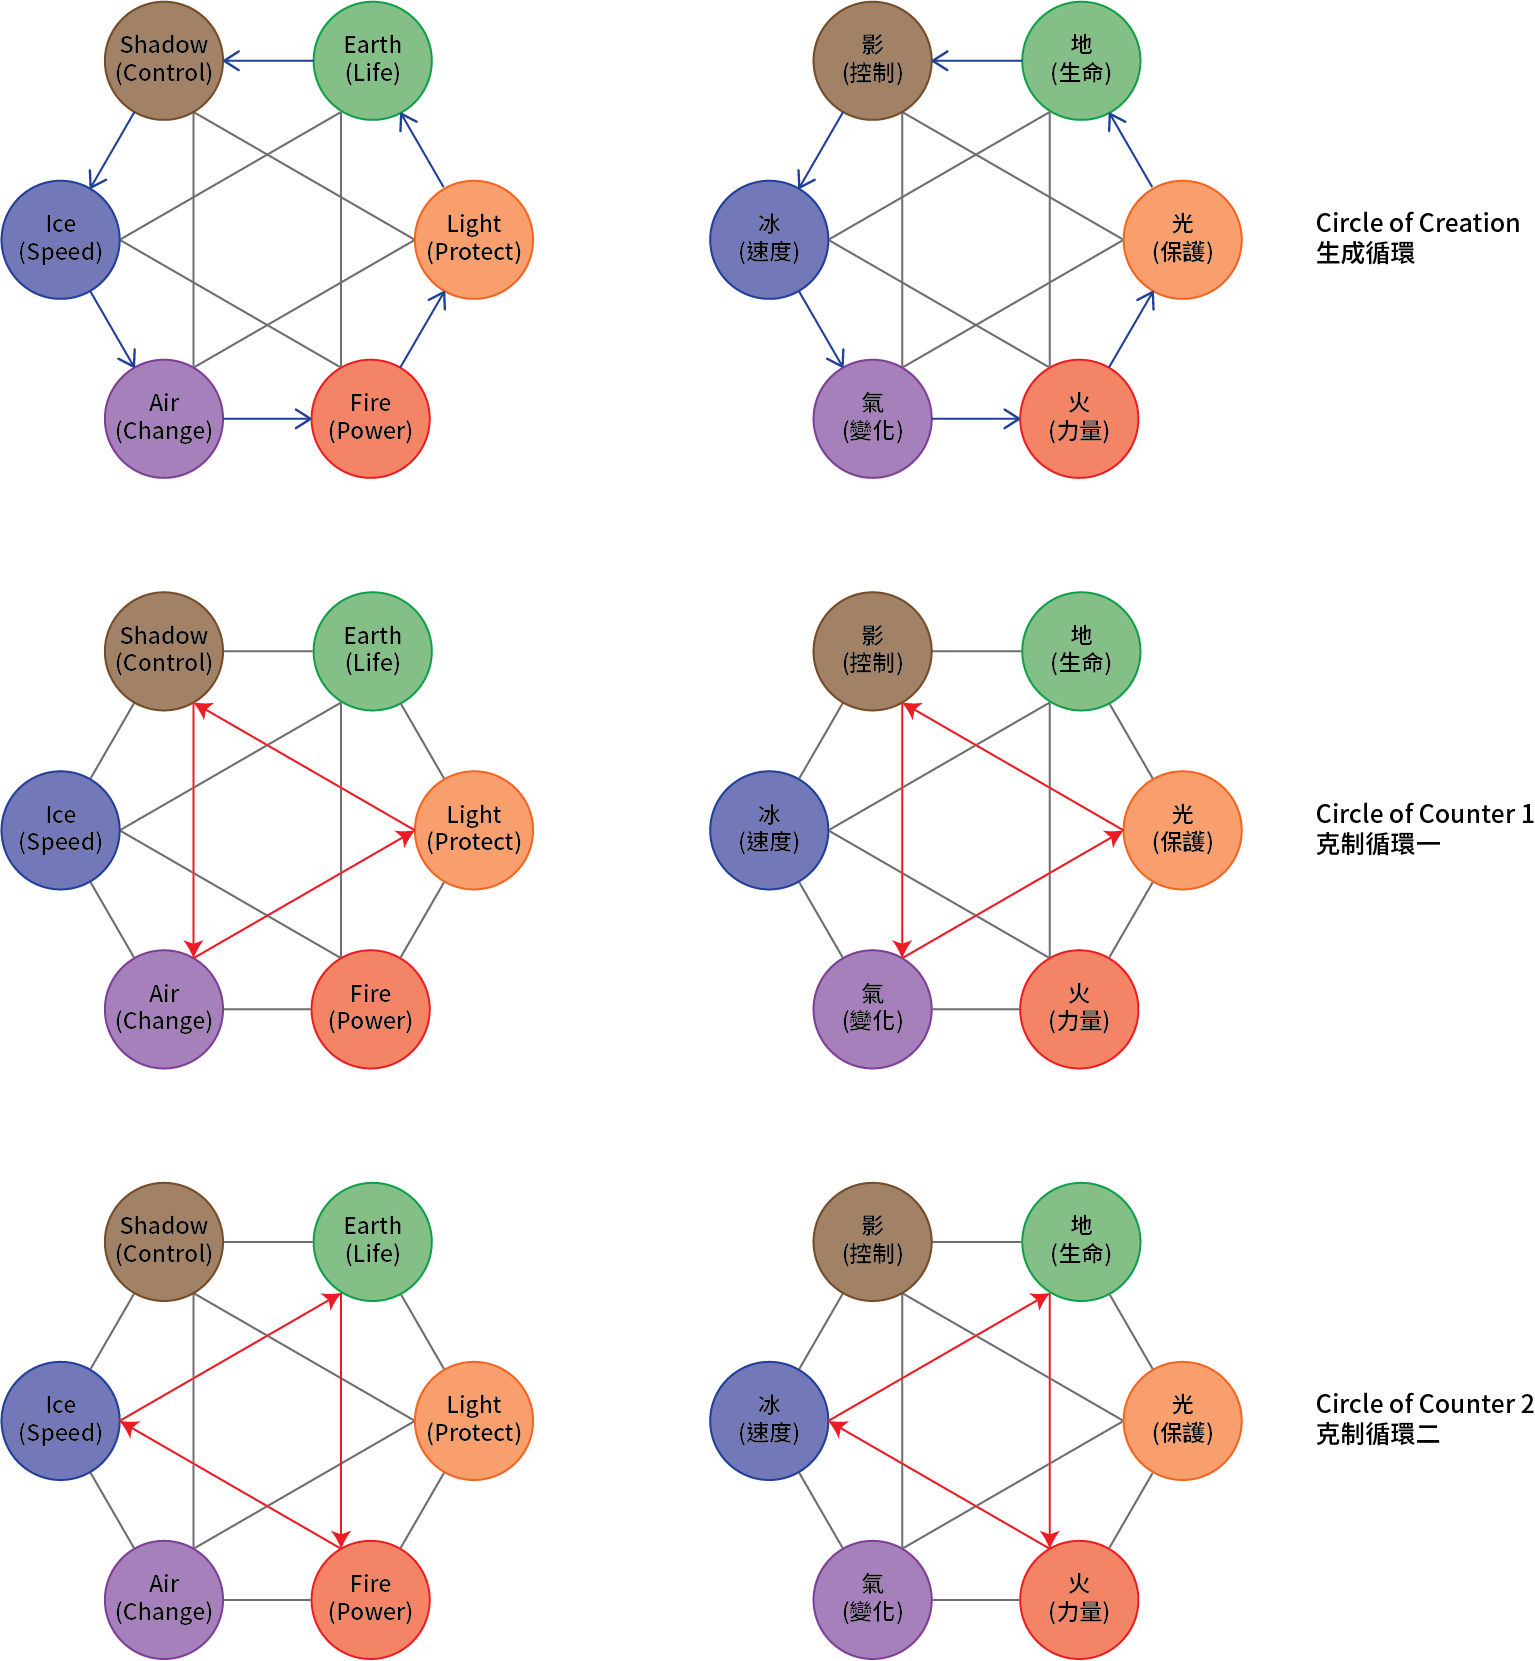 Shadow
(Control)
Earth
(Life)
Ice
(Speed)
Light
(Protect)
Air
(Change)
Fire
(Power)
影
(控制)
地
(生命)
冰
(速度)
光
(保護)
氣
(變化)
火
(力量)
Circle of Creation
生成循環
Shadow
(Control)
Earth
(Life)
Ice
(Speed)
Light
(Protect)
Air
(Change)
Fire
(Power)
影
(控制)
地
(生命)
冰
(速度)
光
(保護)
氣
(變化)
火
(力量)
Circle of Counter 1
克制循環一
Shadow
(Control)
Earth
(Life)
Ice
(Speed)
Light
(Protect)
Air
(Change)
Fire
(Power)
影
(控制)
地
(生命)
冰
(速度)
光
(保護)
氣
(變化)
火
(力量)
Circle of Counter 2
克制循環二